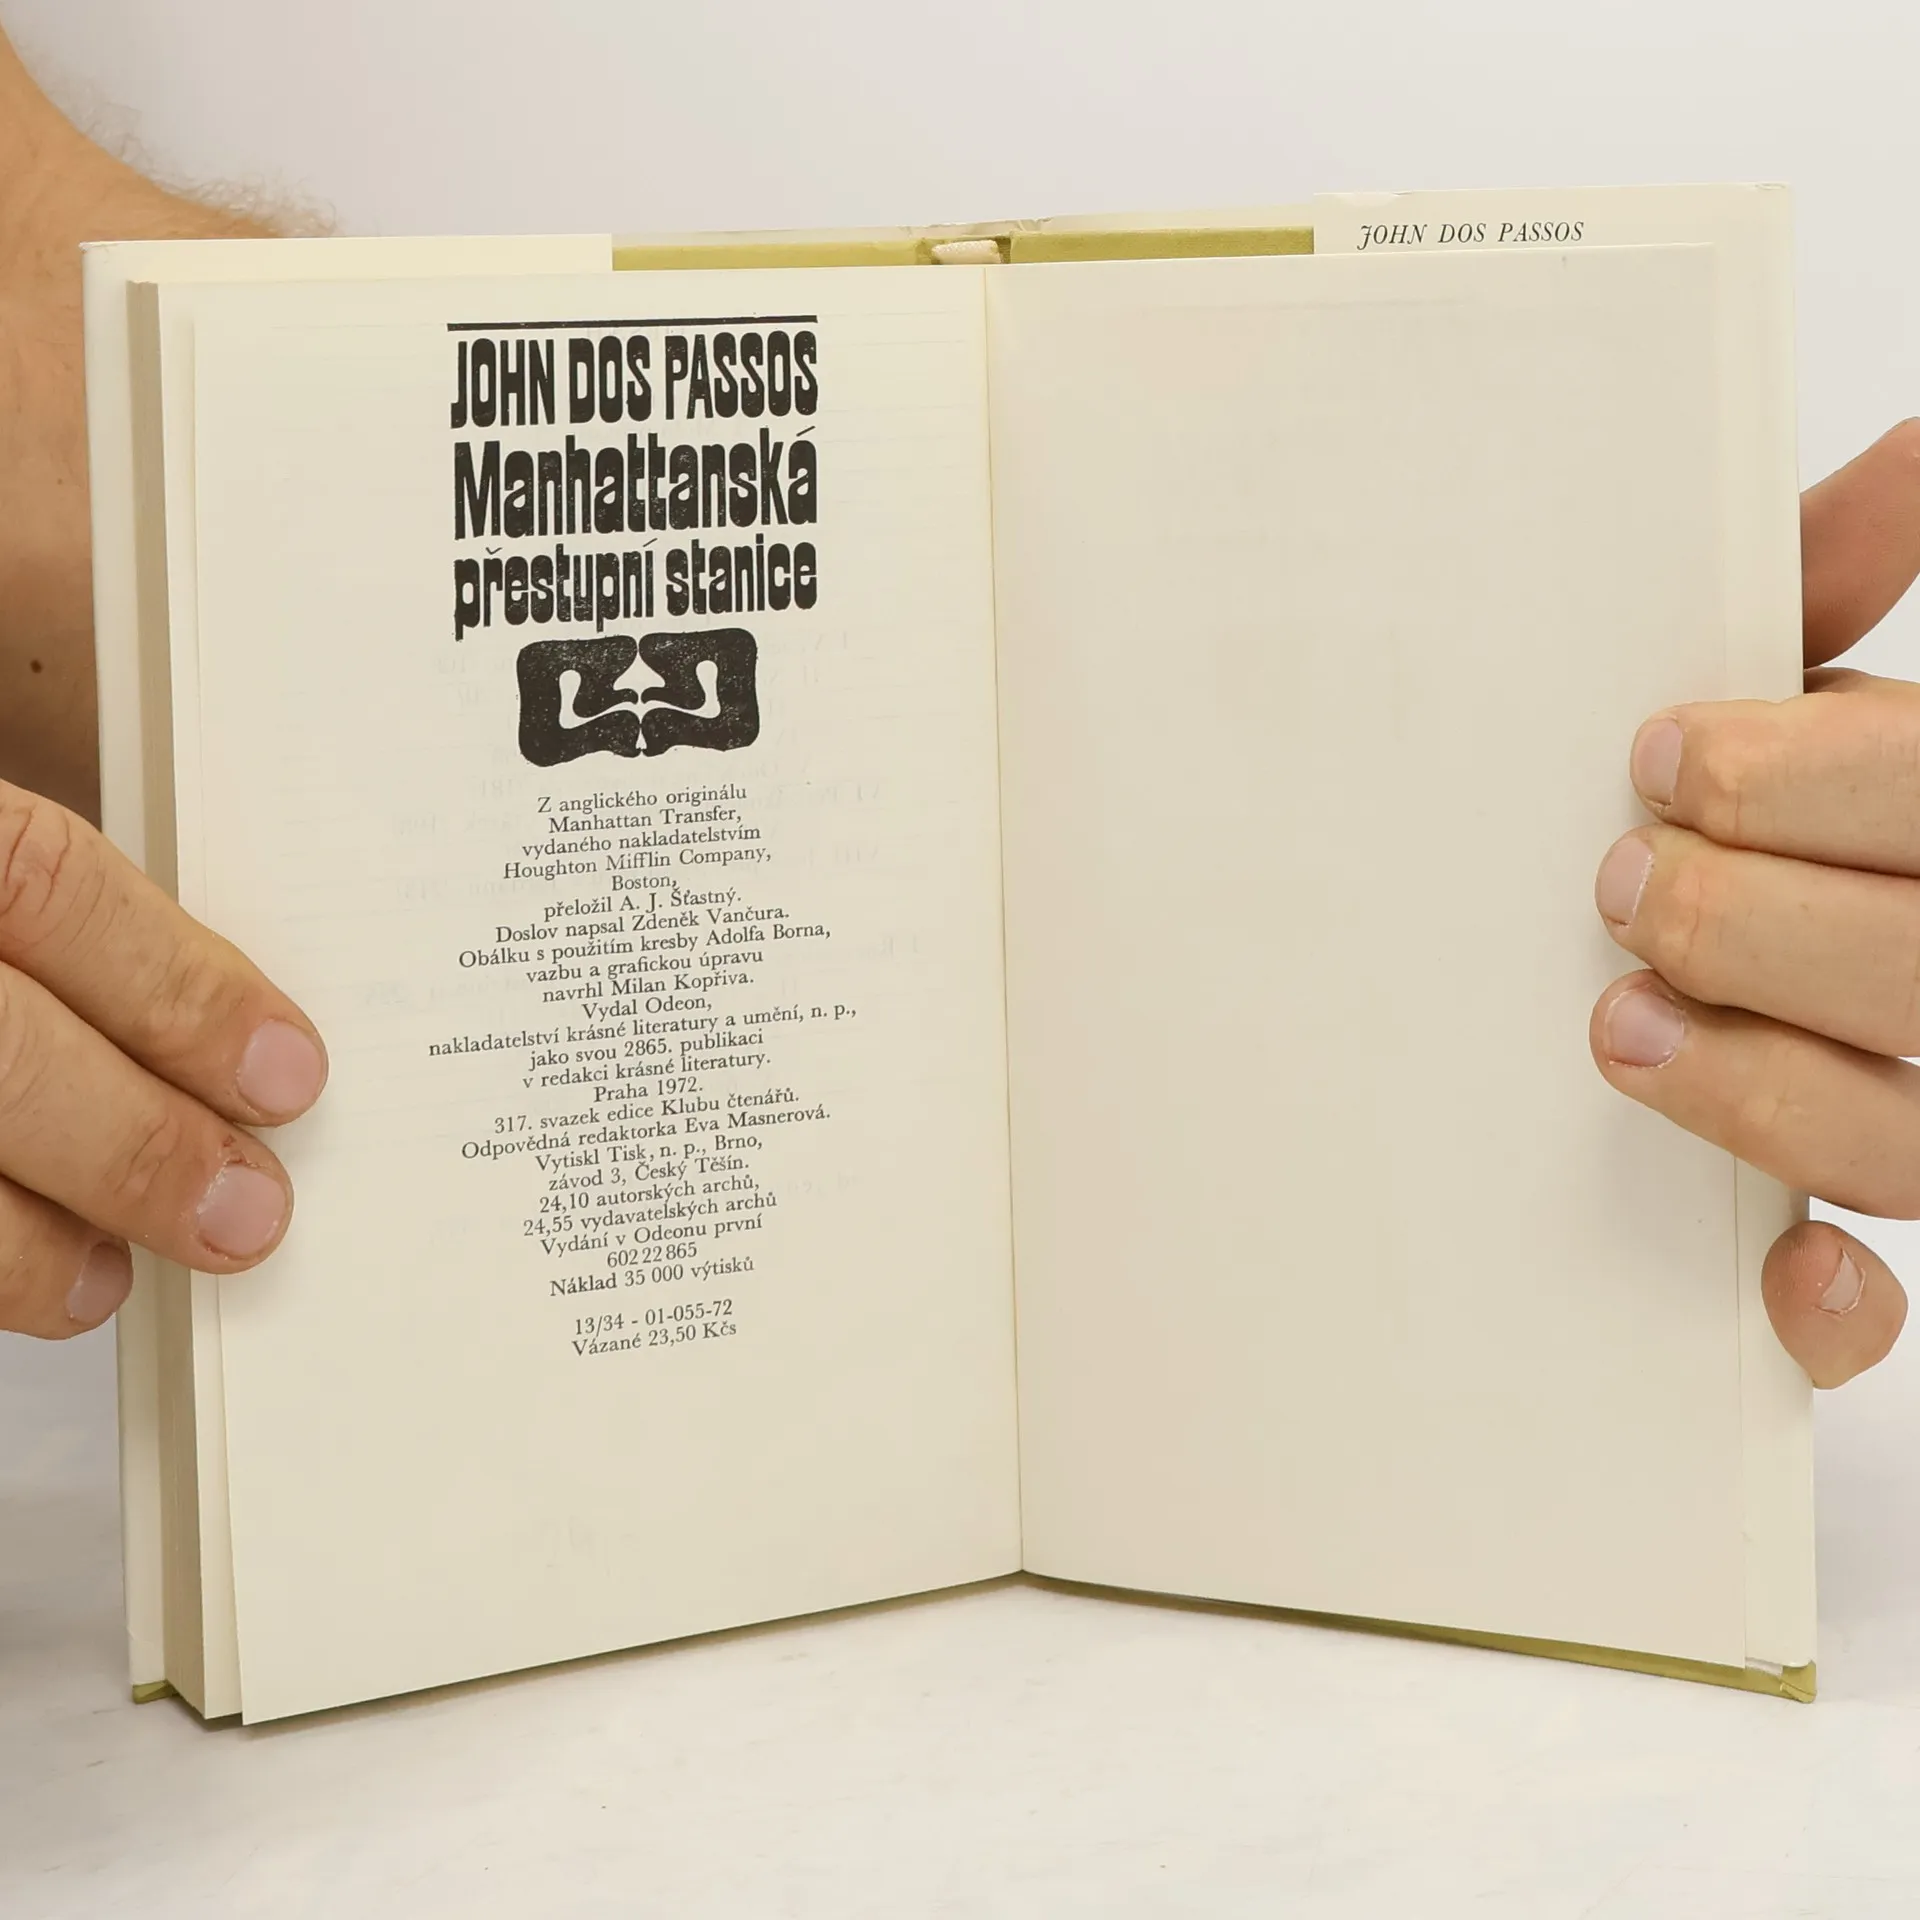 JOHN DOS PASSOS
JOHN DOS PASSOS
Manhattanská
přestupní stanice
Z anglického originálu
Manhattan Transfer,
vydaného nakladatelstvím
Houghton Mifflin Company,
Boston,
přeložil A. J. Šťastný.
Doslov napsal Zdeněk Vančura.
Obálku s použitím kresby Adolfa Borna,
vazbu a grafickou úpravu
navrhl Milan Kopřiva.
Vydal Odeon,
nakladatelství krásné literatury a umění, n. p.,
jako svou 2865. publikaci
v redakci krásné literatury.
Praha 1972.
317. svazek edice Klubu čtenářů.
Odpovědná redaktorka Eva Masnerová.
Vytiskl Tisk, n. p., Brno,
závod 3, Český Těšín.
24,10 autorských archů,
24,55 vydavatelských archů
Vydání v Odeonu první
602 22 865
Náklad 35 000 výtisků
13/34 - 01-055-72
Vázané 23,50 Kčs